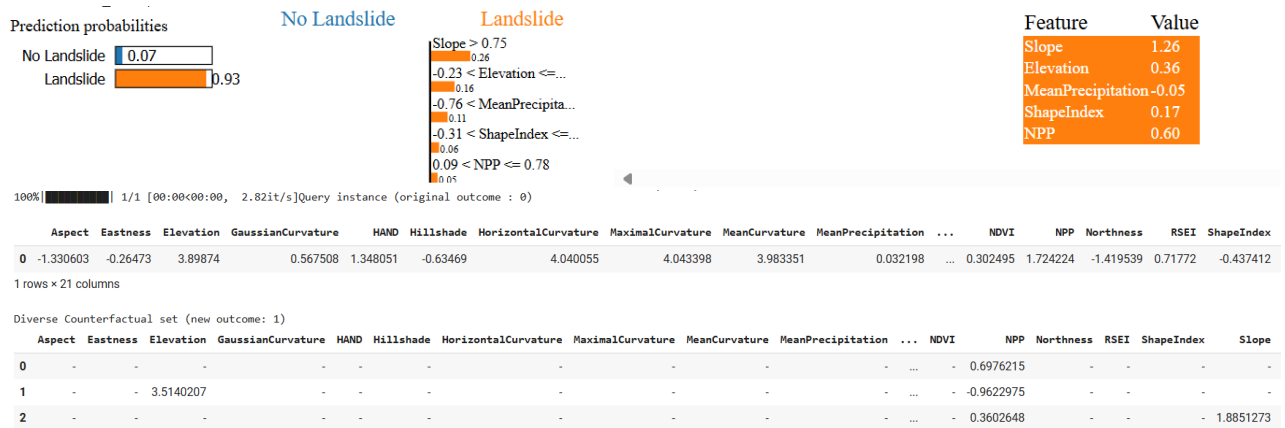 Prediction probabilities
No Landslide 0.07
Landslide 0.93
No Landslide Landslide
Slope > 0.75
0.26
-0.23 < Elevation <=...
0.16
-0.76 < MeanPrecipita...
0.11
-0.31 < ShapeIndex <=...
0.06
0.09 < NPP <= 0.78
0.05
Feature Value
Slope 1.26
Elevation 0.36
MeanPrecipitation -0.05
ShapeIndex 0.17
NPP 0.60
100%|██████████| 1/1 [00:00<00:00, 2.82it/s]Query instance (original outcome : 0)
Aspect Eastness Elevation GaussianCurvature HAND Hillshade HorizontalCurvature MaximalCurvature MeanCurvature MeanPrecipitation ... NDVI NPP Northness RSEI ShapeIndex
0 -1.330603 -0.26473 3.89874 0.567508 1.348051 -0.63469 4.040055 4.043398 3.983351 0.032198 ... 0.302495 1.724224 -1.419539 0.71772 -0.437412
1 rows × 21 columns
Diverse Counterfactual set (new outcome: 1)
Aspect Eastness Elevation GaussianCurvature HAND Hillshade HorizontalCurvature MaximalCurvature MeanCurvature MeanPrecipitation ... NDVI NPP Northness RSEI ShapeIndex Slope
0 - - - - - - - - - - ... - 0.6976215 - - - -
1 - - 3.5140207 - - - - - - - ... - -0.9622975 - - - -
2 - - - - - - - - - - ... - 0.3602648 - - - 1.8851273